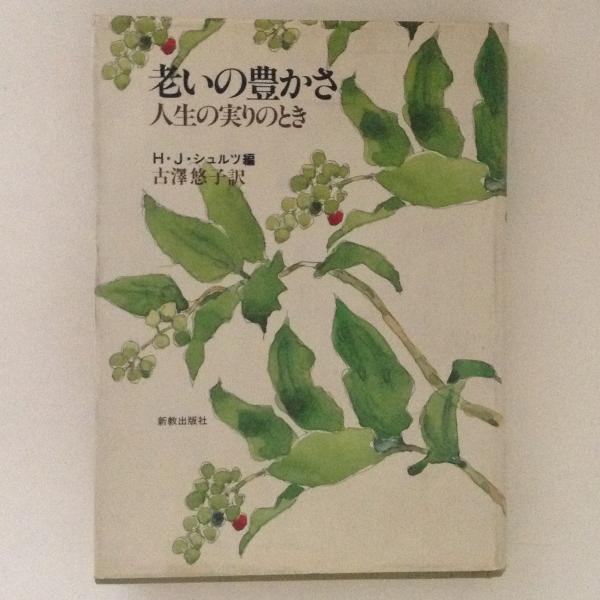 老いの豊かさ
人生の実りのとき
H・J・シュルツ編
古澤悠子訳
新教出版社